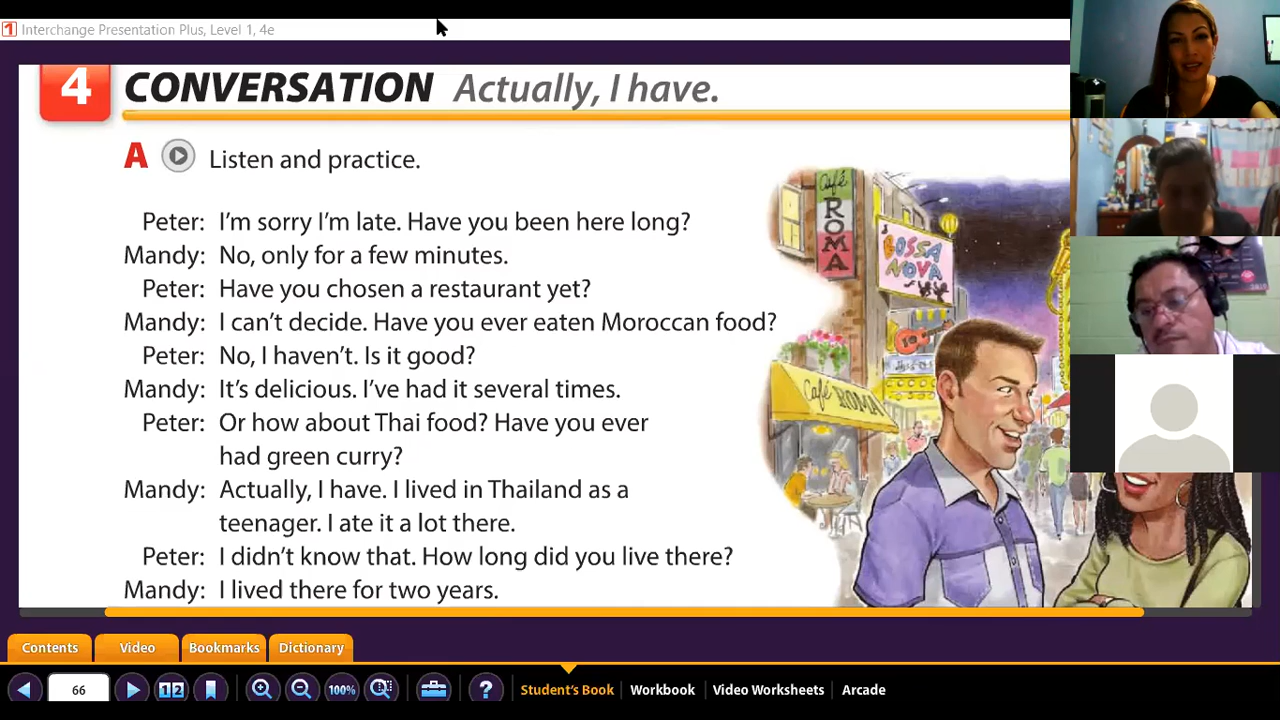 Interchange Presentation Plus, Level 1, 4e
4 CONVERSATION Actually, I have.
A Listen and practice.
Peter: I'm sorry I'm late. Have you been here long?
Mandy: No, only for a few minutes.
Peter: Have you chosen a restaurant yet?
Mandy: I can't decide. Have you ever eaten Moroccan food?
Peter: No, I haven't. Is it good?
Mandy: It's delicious. I've had it several times.
Peter: Or how about Thai food? Have you ever
had green curry?
Mandy: Actually, I have. I lived in Thailand as a
teenager. I ate it a lot there.
Peter: I didn't know that. How long did you live there?
Mandy: I lived there for two years.
Café
ROMA
BOSSA
NOVA
Café ROMA
Contents Video Bookmarks Dictionary
66 1 2 100% ? Student's Book Workbook Video Worksheets Arcade